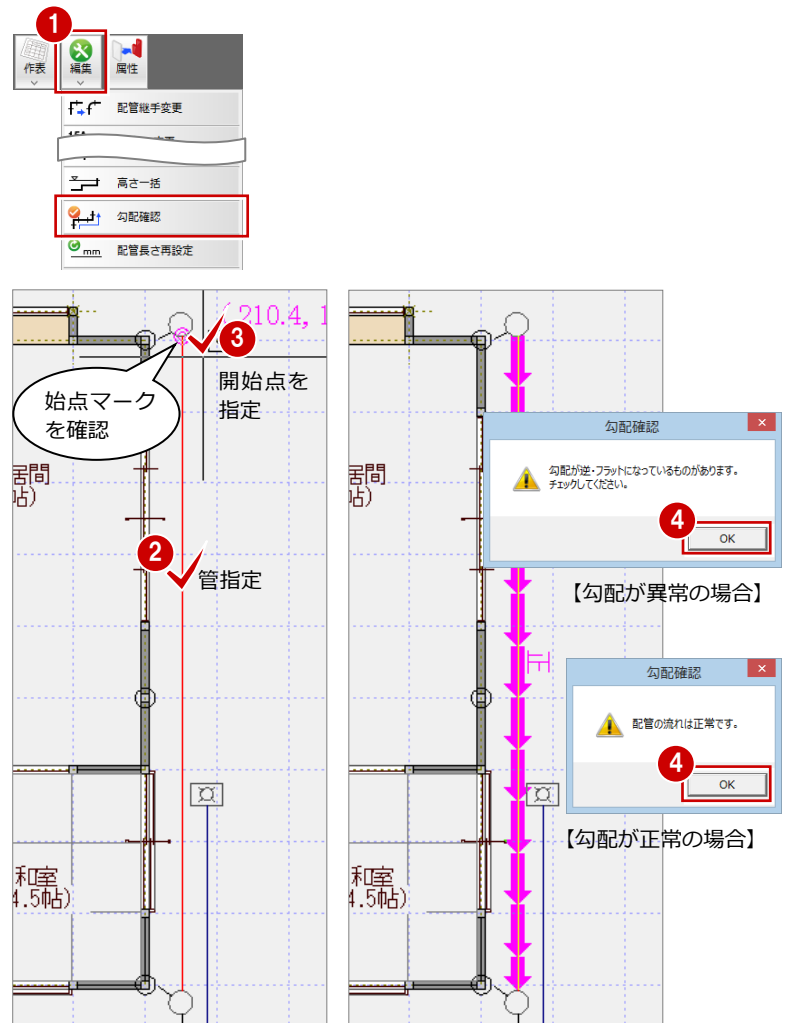 1
作表
編集
属性
配管継手変更
高さ一括
勾配確認
mm
配管長さ再設定
(210.4, 1
3
開始点を
指定
始点マーク
を確認
居間
帖)
2
管指定
和室
4.5帖)
居間
帖)
勾配確認
勾配が逆・フラットになっているものがあります。
チェックしてください。
4
OK
【勾配が異常の場合】
正
勾配確認
配管の流れは正常です。
4
OK
【勾配が正常の場合】
和室
4.5帖)